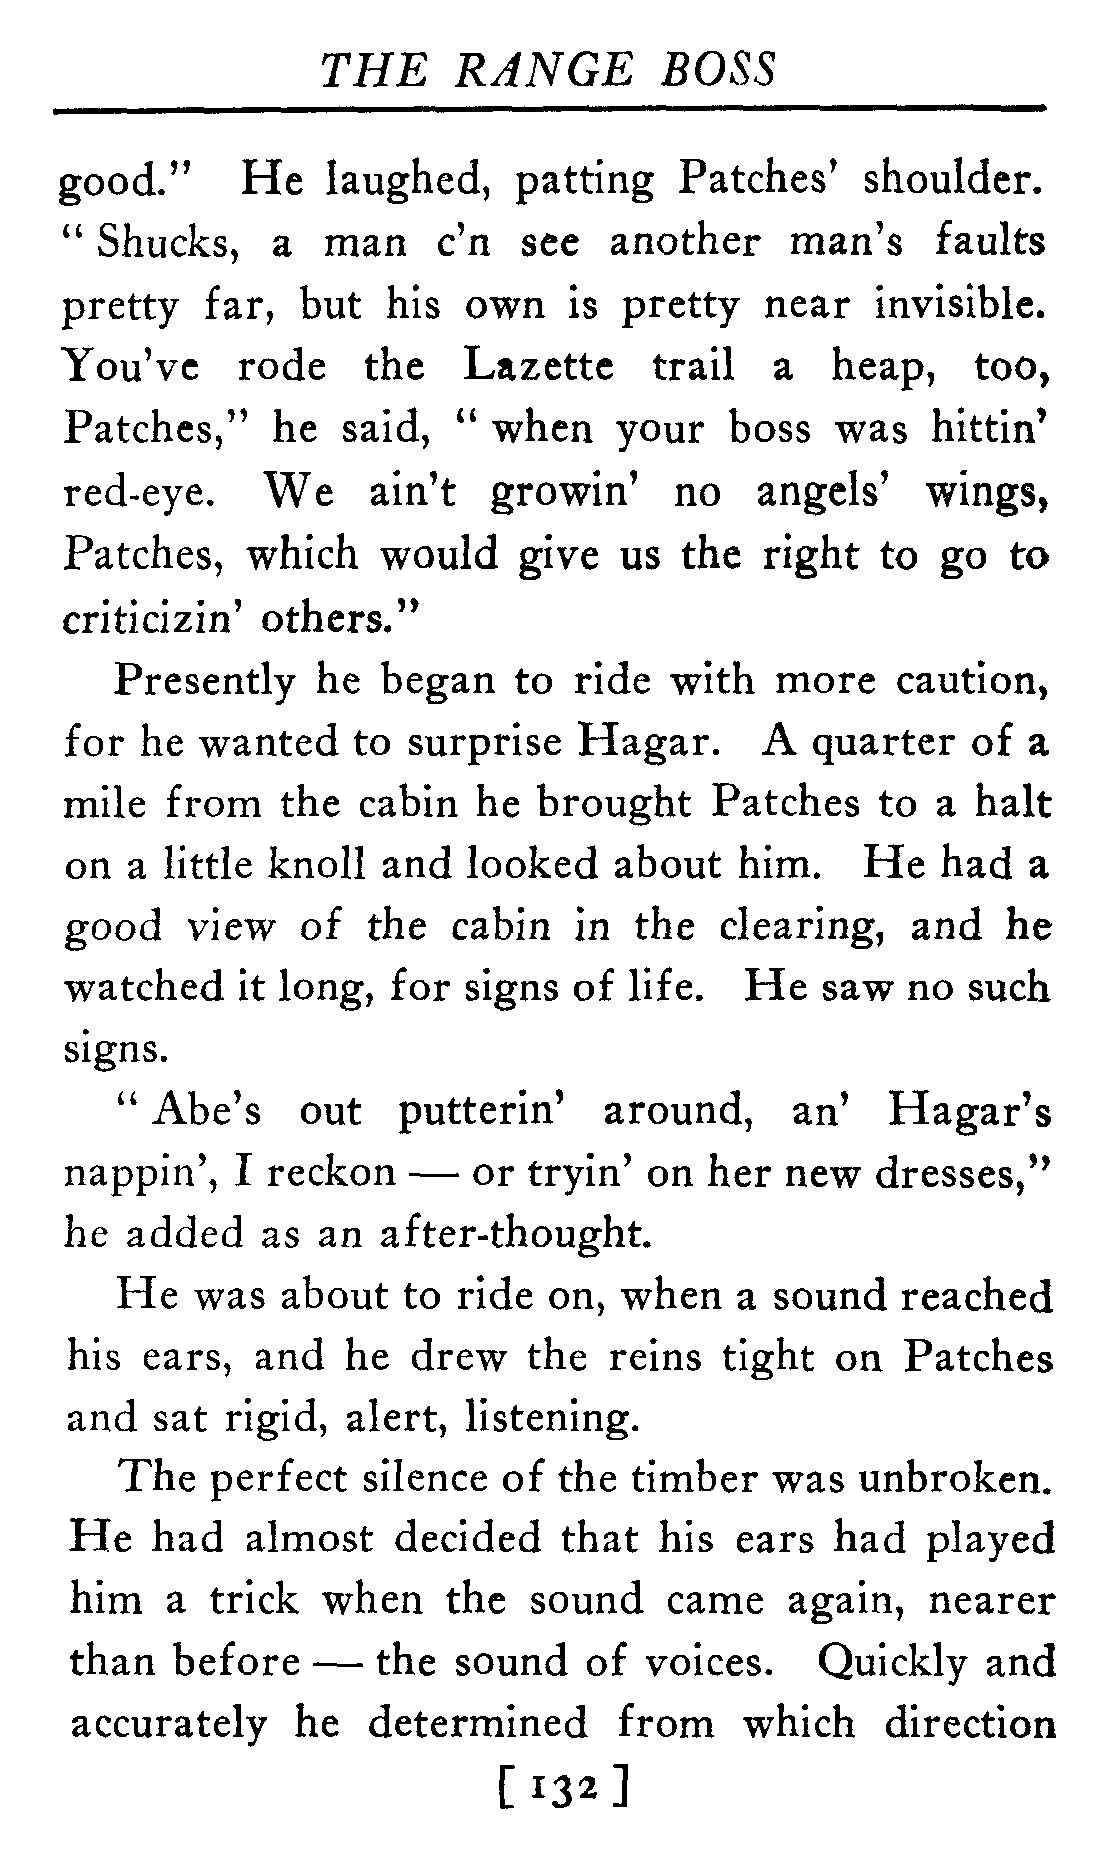 THE RANGE BOSS
good." He laughed, patting Patches' shoulder.
"Shucks, a man c'n see another man's faults
pretty far, but his own is pretty near invisible.
You've rode the Lazette trail a heap, too,
Patches," he said, "when your boss was hittin'
red-eye. We ain't growin' no angels' wings,
Patches, which would give us the right to go to
criticizin' others."
Presently he began to ride with more caution,
for he wanted to surprise Hagar. A quarter of a
mile from the cabin he brought Patches to a halt
on a little knoll and looked about him. He had a
good view of the cabin in the clearing, and he
watched it long, for signs of life. He saw no such
signs.
"Abe's out putterin' around, an' Hagar's
nappin', I reckon — or tryin' on her new dresses,"
he added as an after-thought.
He was about to ride on, when a sound reached
his ears, and he drew the reins tight on Patches
and sat rigid, alert, listening.
The perfect silence of the timber was unbroken.
He had almost decided that his ears had played
him a trick when the sound came again, nearer
than before — the sound of voices. Quickly and
accurately he determined from which direction
[ 132 ]